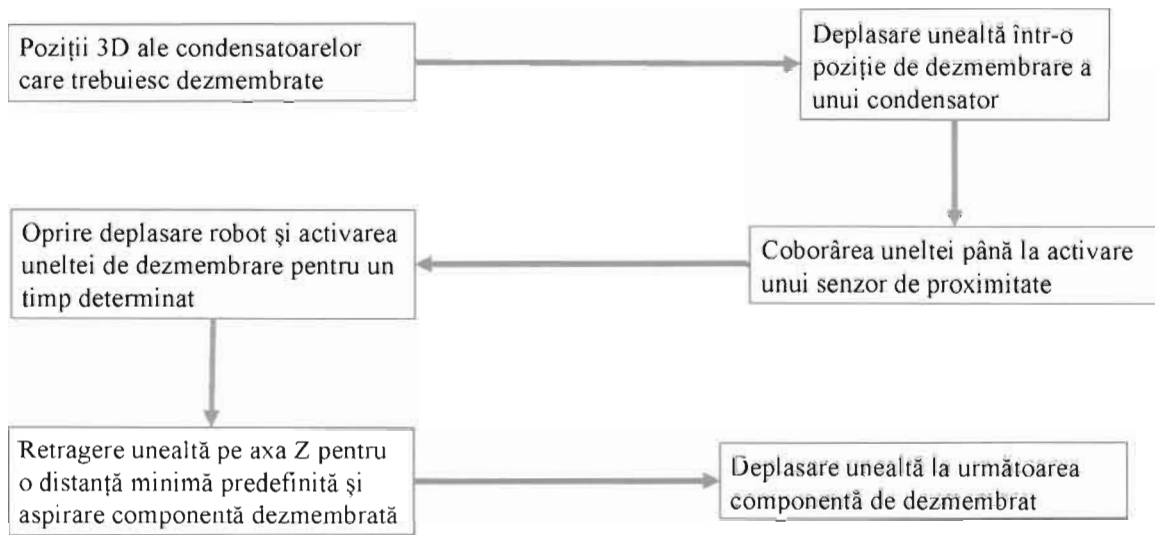 Poziții 3D ale condensatoarelor
care trebuiesc dezmembrate
Deplasare unealtă într-o
poziție de dezmembrare a
unui condensator
Coborârea uneltei până la activare
unui senzor de proximitate
Oprire deplasare robot și activarea
uneltei de dezmembrare pentru un
timp determinat
Retragere unealtă pe axa Z pentru
o distanță minimă predefinită și
aspirare componentă dezmembrată
Deplasare unealtă la următoarea
componentă de dezmembrat